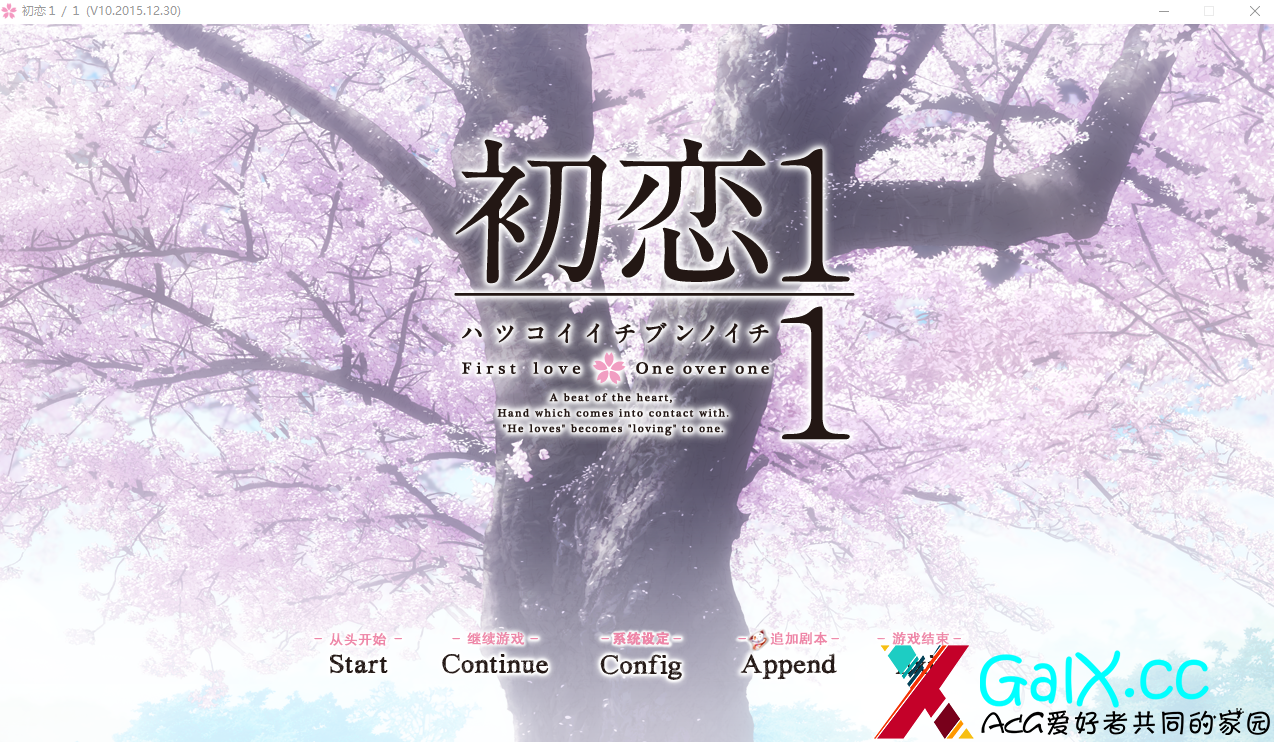 初恋1 / 1 (V10.2015.12.30)
初恋1
1
ハツコイイチブンノイチ
First love One over one
A beat of the heart,
Hand which comes into contact with.
"He loves" becomes "loving" to one.
- 从头开始 - - 继续游戏 - - 系统设定 - - 追加剧本 - - 游戏结束 -
Start Continue Config Append
GalX.cc
ACG爱好者共同的家园